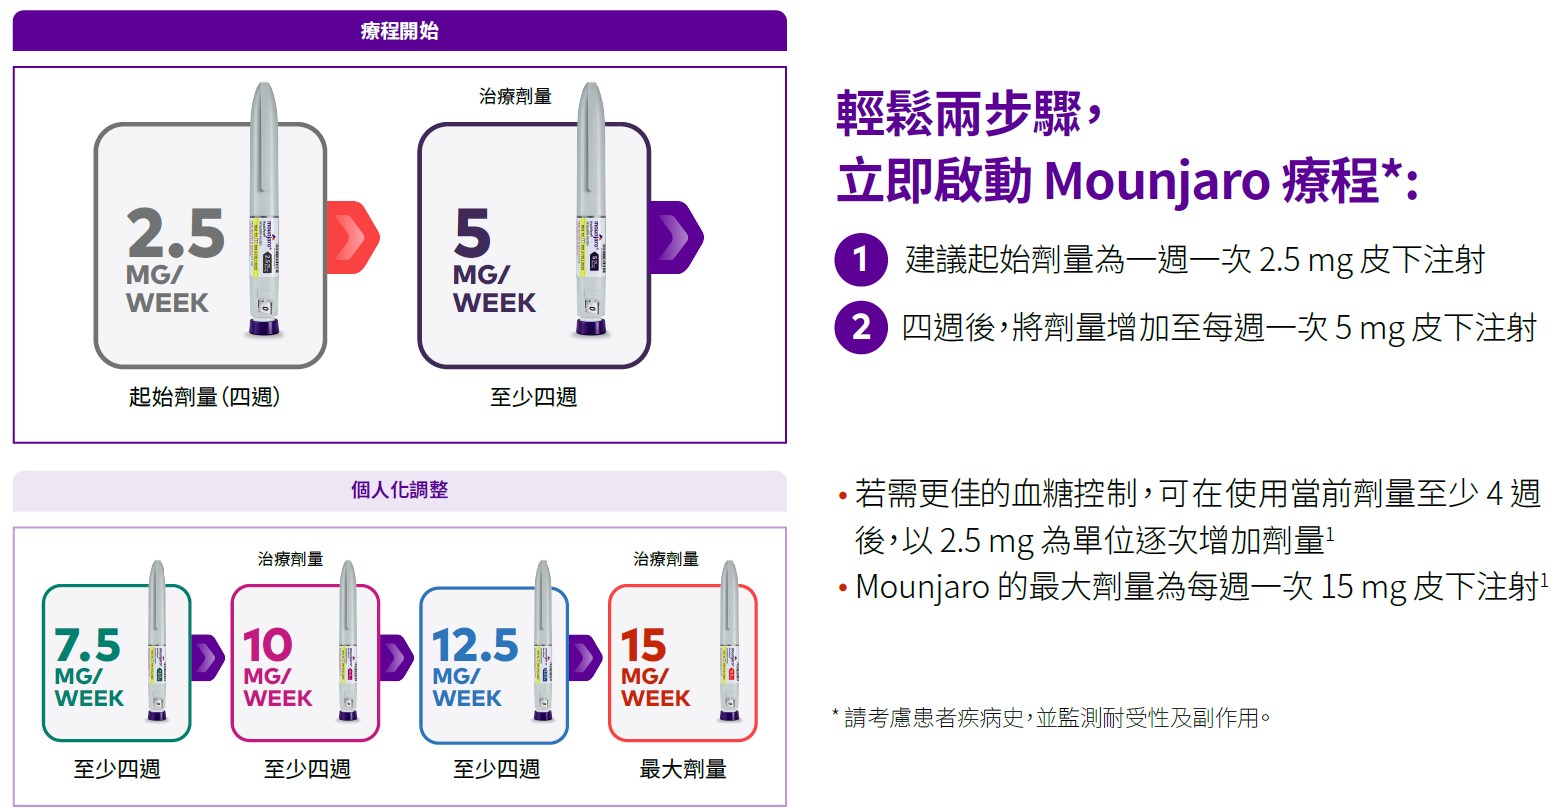 療程開始
治療劑量
2.5
MG/
WEEK
5
MG/
WEEK
起始劑量(四週)
至少四週
個人化調整
治療劑量
治療劑量
7.5
MG/
WEEK
10
MG/
WEEK
12.5
MG/
WEEK
15
MG/
WEEK
至少四週
至少四週
至少四週
最大劑量
輕鬆兩步驟，
立即啟動 Mounjaro 療程*:
1 建議起始劑量為一週一次 2.5 mg 皮下注射
2 四週後，將劑量增加至每週一次 5 mg 皮下注射
• 若需更佳的血糖控制，可在使用當前劑量至少 4 週
後，以 2.5 mg 為單位逐次增加劑量1
• Mounjaro 的最大劑量為每週一次 15 mg 皮下注射1
* 請考慮患者疾病史，並監測耐受性及副作用。
mounjaro
mounjaro